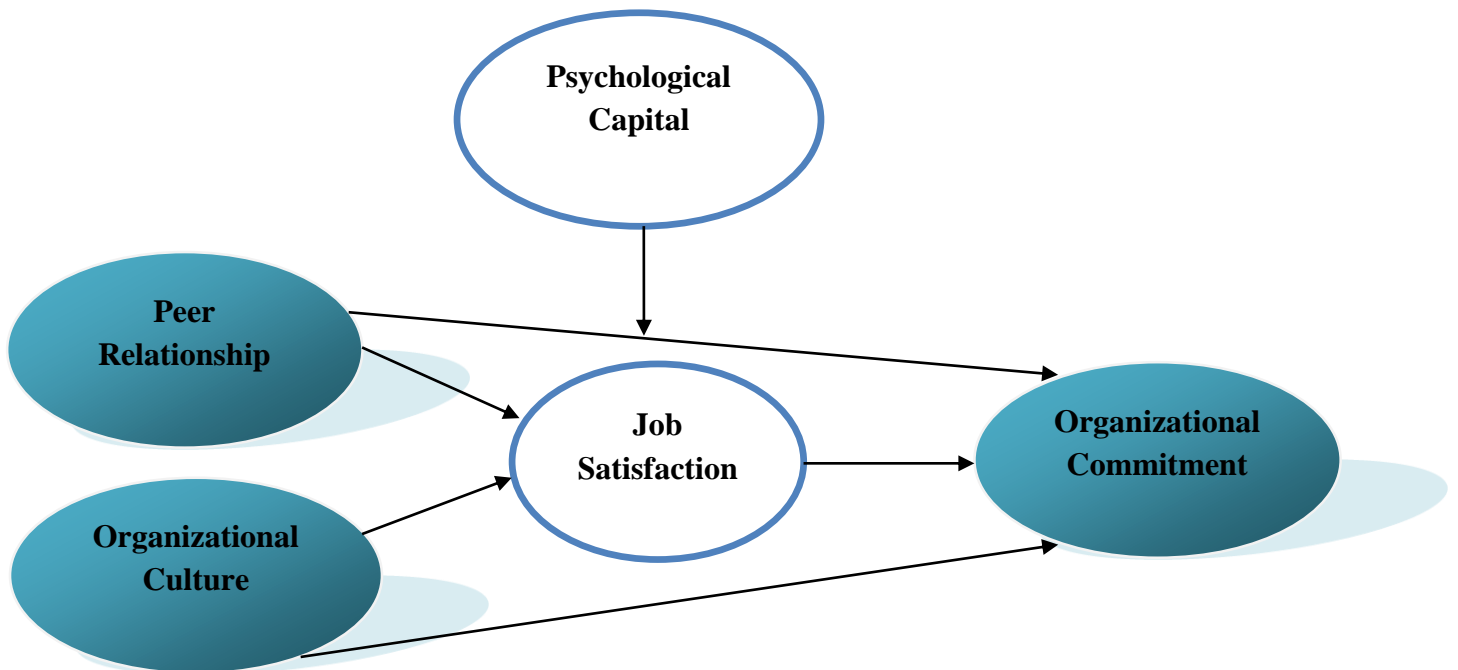 Psychological
Capital
Peer
Relationship
Job
Satisfaction
Organizational
Commitment
Organizational
Culture